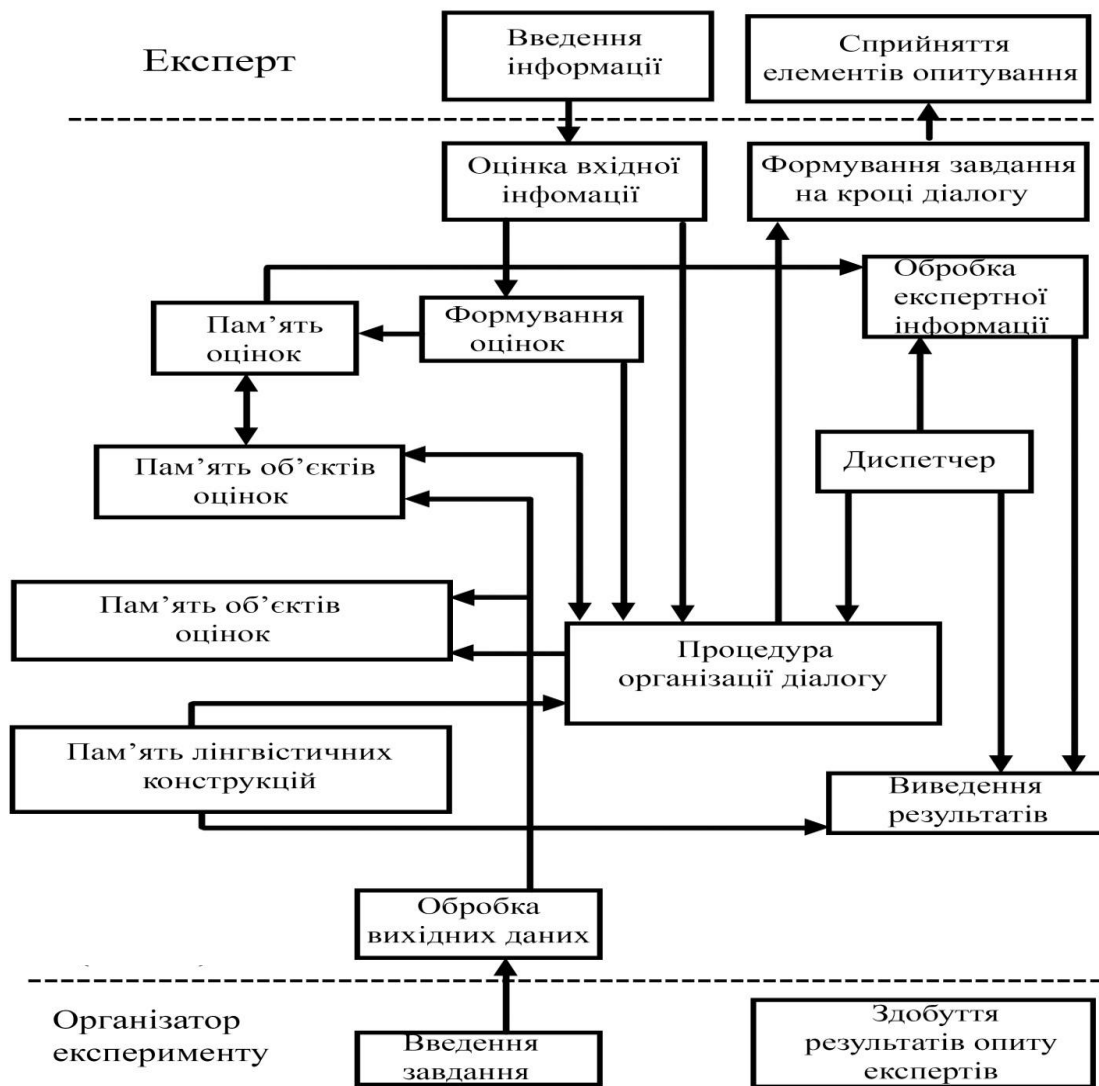 Експерт
Введення
інформації
Сприйняття
елементів опитування
Оцінка вхідної
інфомації
Формування завдання
на кроці діалогу
Обробка
експертної
інформації
Пам’ять
оцінок
Формування
оцінок
Пам’ять об’єктів
оцінок
Диспетчер
Пам’ять об’єктів
оцінок
Процедура
організації діалогу
Пам’ять лінгвістичних
конструкцій
Виведення
результатів
Обробка
вихідних даних
Організатор
експерименту
Введення
завдання
Здобуття
результатів опиту
експертів